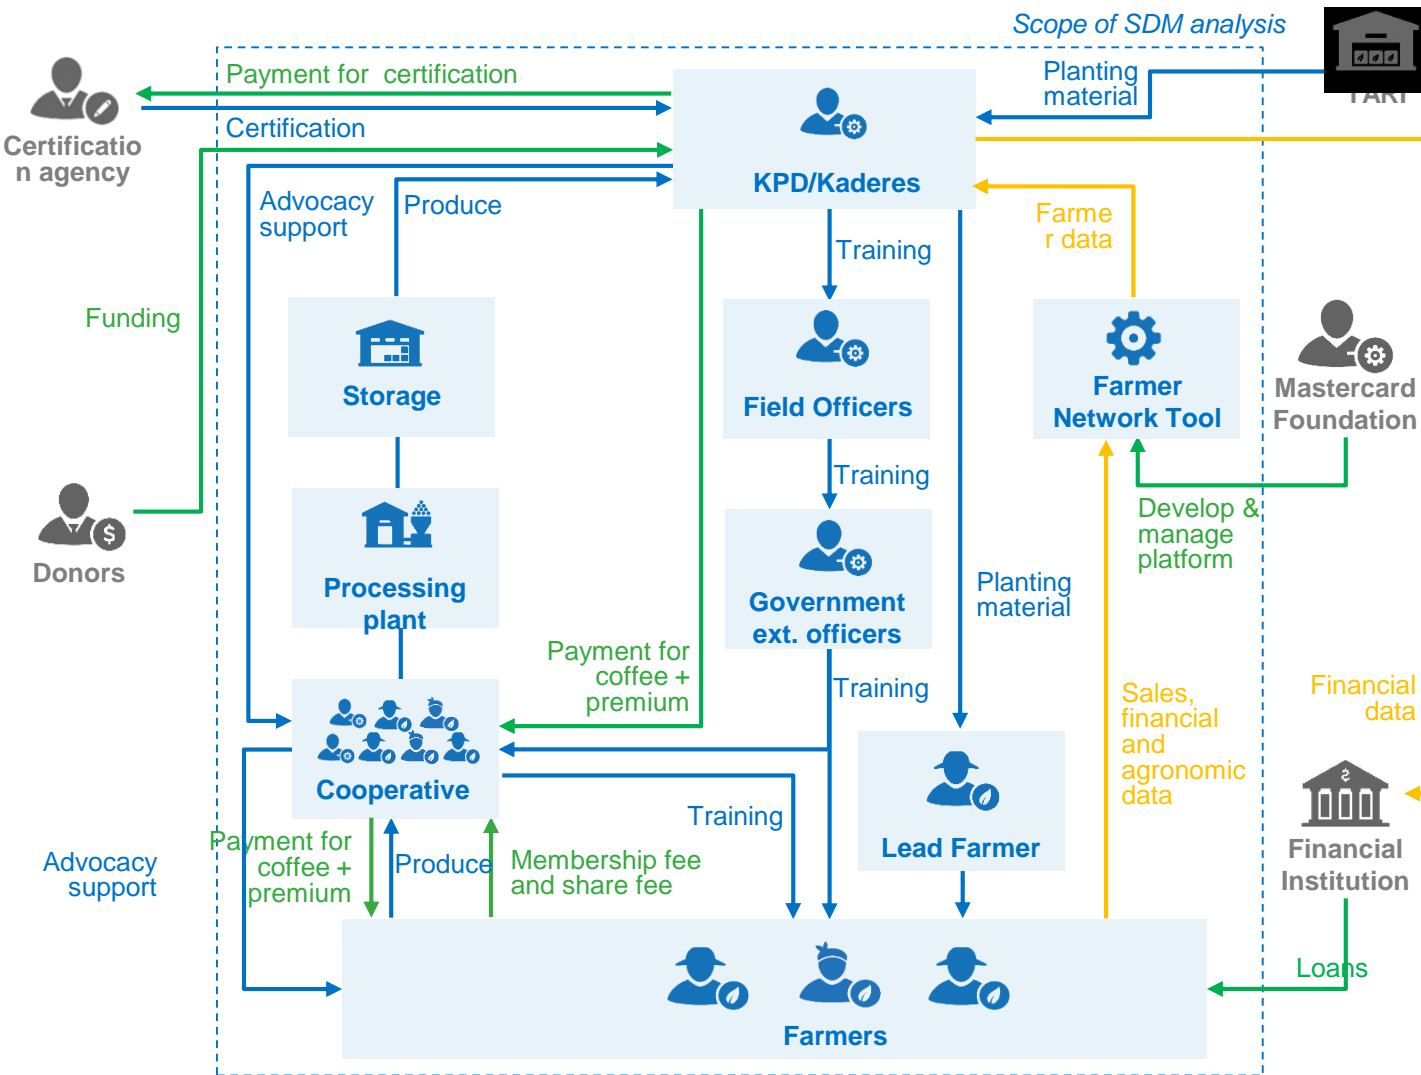 Scope of SDM analysis
Payment for  certification
Planting
material
TARI
Certification
Certificatio
n agency
KPD/Kaderes
Advocacy
support
Produce
Farme
r data
Training
Funding
Storage
Field Officers
Farmer
Network Tool
Mastercard
Foundation
Training
Develop &
manage
platform
Donors
Processing
plant
Government
ext. officers
Planting
material
Payment for
coffee +
premium
Training
Sales,
financial
and
agronomic
data
Financial
data
Cooperative
Training
Lead Farmer
Financial
Institution
Payment for
coffee +
premium
Produce
Membership fee
and share fee
Advocacy
support
Loans
Farmers